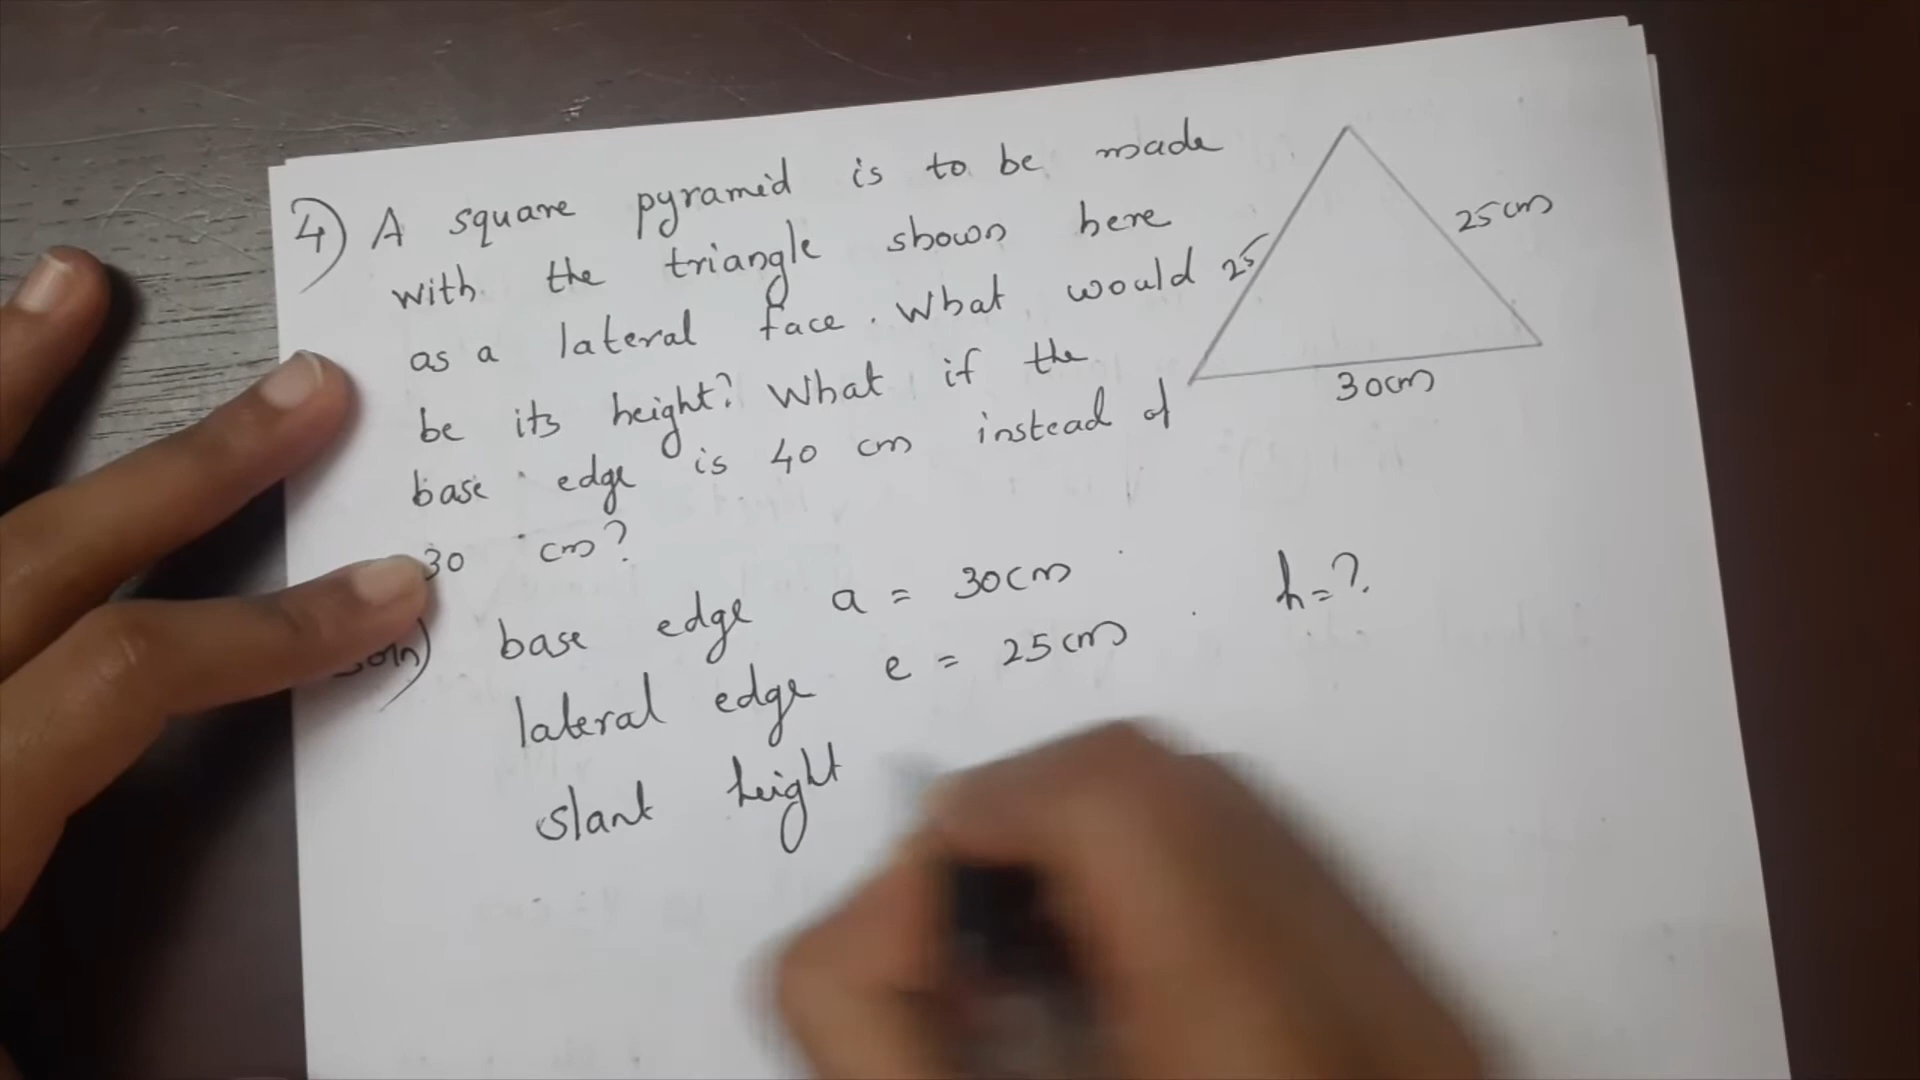 4) A square pyramid is to be made
with the triangle shown here
as a lateral face. What would
be its height? What if the
base edge is 40 cm instead of
30 cm?
25
25cm
30cm
soln)
base edge a = 30cm
h=?
lateral edge e = 25cm
slant height